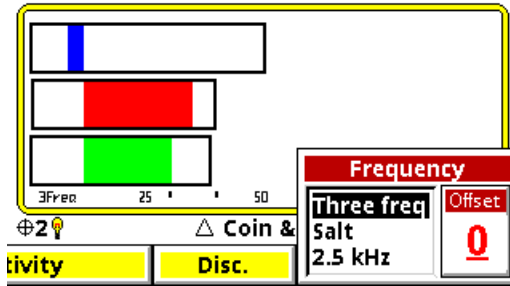 3Freq 25 50
Frequency
Three freq
Salt
2.5 kHz
Offset
0
2
△ Coin &
tivity
Disc.